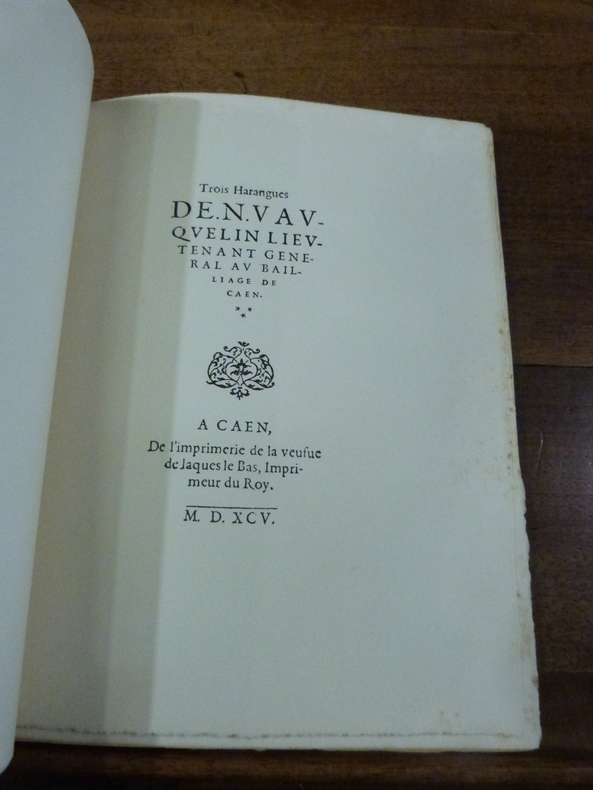 Trois Harangues
DE.N.VAV-
QVELIN LIEV-
TENANT GENE-
RAL AV BAIL-
LIAGE DE
CAEN.
A CAEN,
De l'imprimerie de la veufue
de Iaques le Bas, Impri-
meur du Roy.
M. D. XCV.